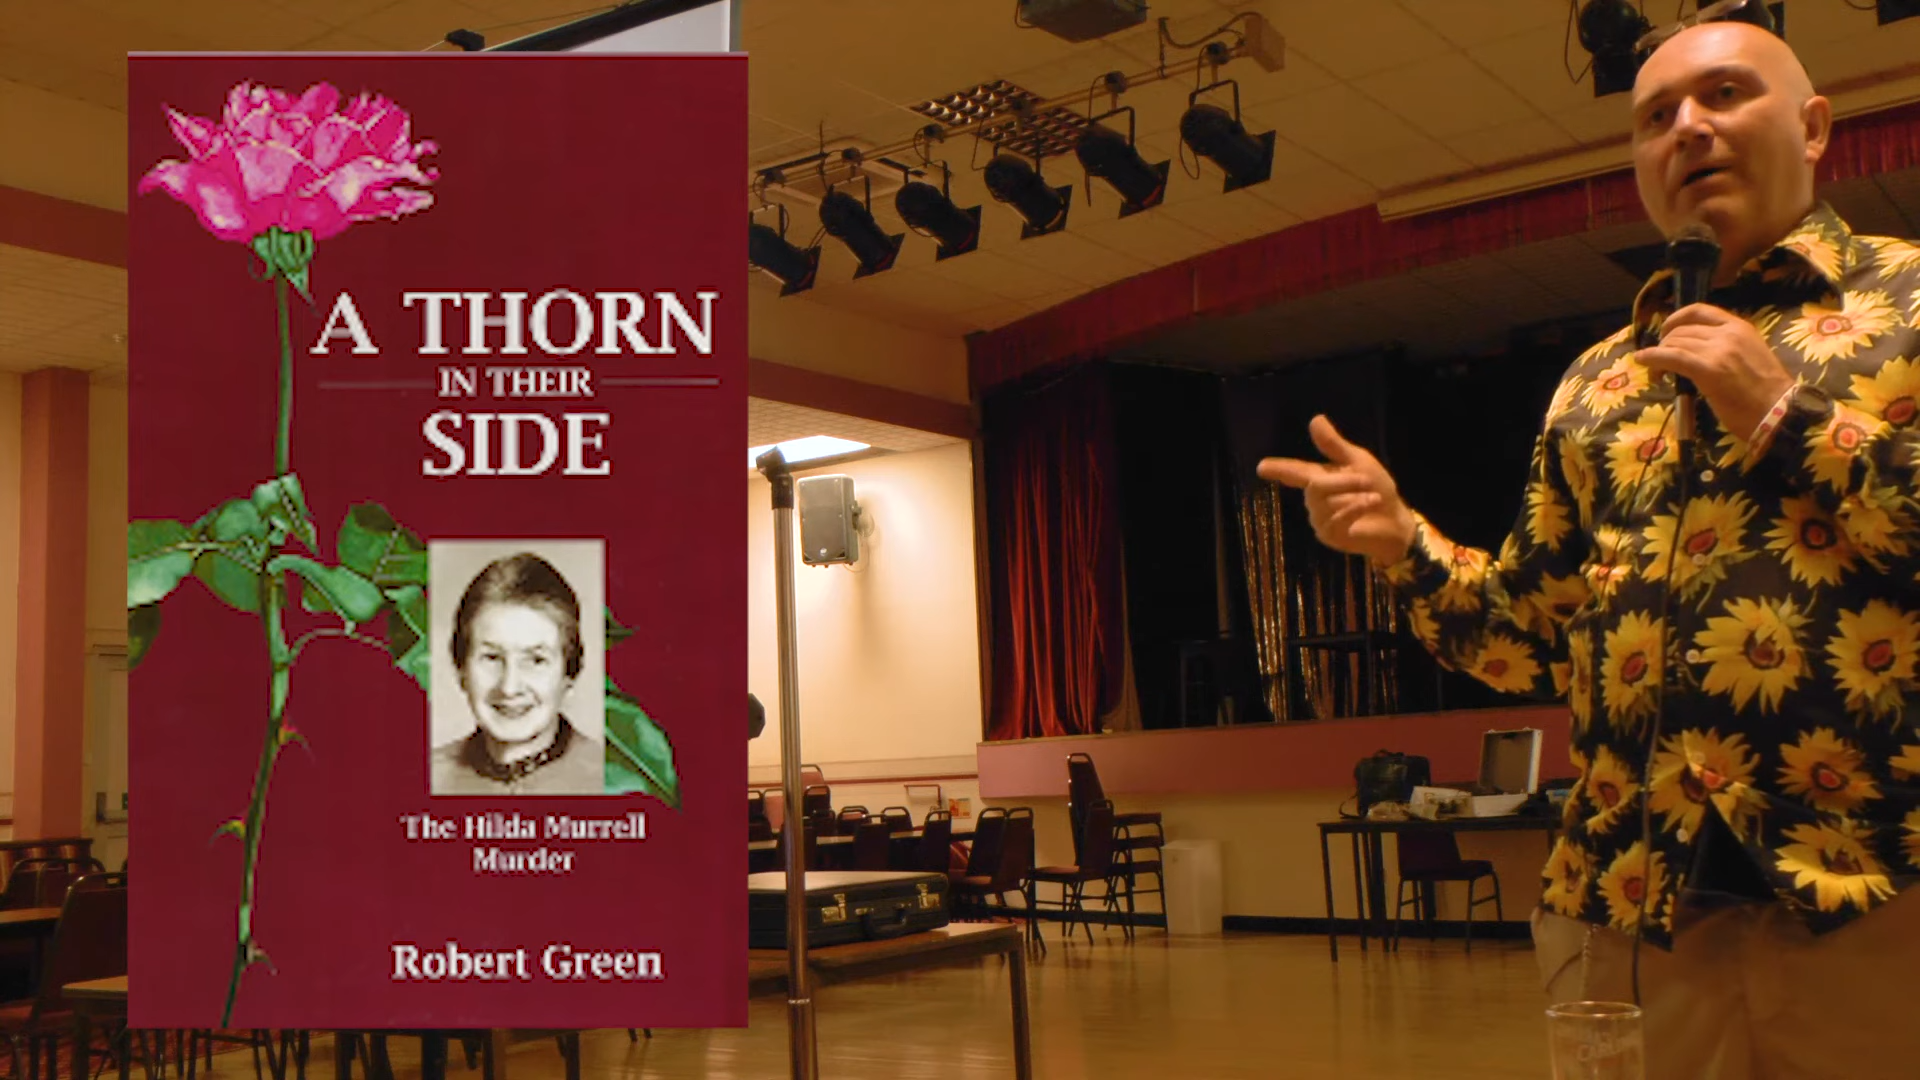 A THORN
IN THEIR
SIDE
The Hilda Murrell
Murder
Robert Green